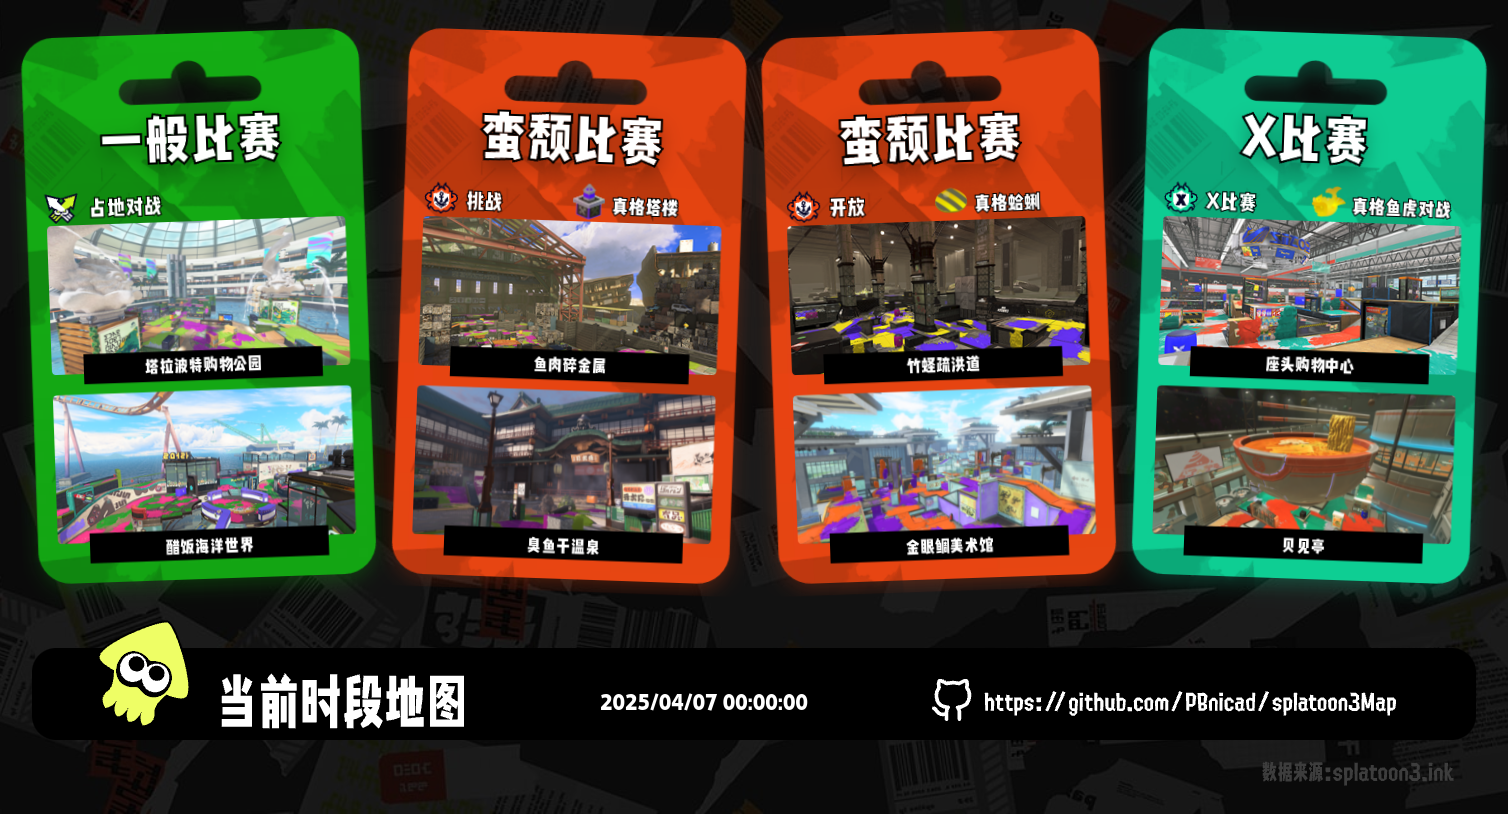 一般比赛
占地对战
塔拉波特购物公园
醋饭海洋世界
蛮颓比赛
挑战
真格塔楼
鱼肉碎金属
臭鱼干温泉
蛮颓比赛
开放
真格蛤蜊
竹蛏疏洪道
金眼鲷美术馆
X比赛
X比赛
真格鱼虎对战
座头购物中心
贝见亭
当前时段地图
2025/04/07 00:00:00
https://github.com/PBnicad/splatoon3Map
数据来源:splatoon3.ink